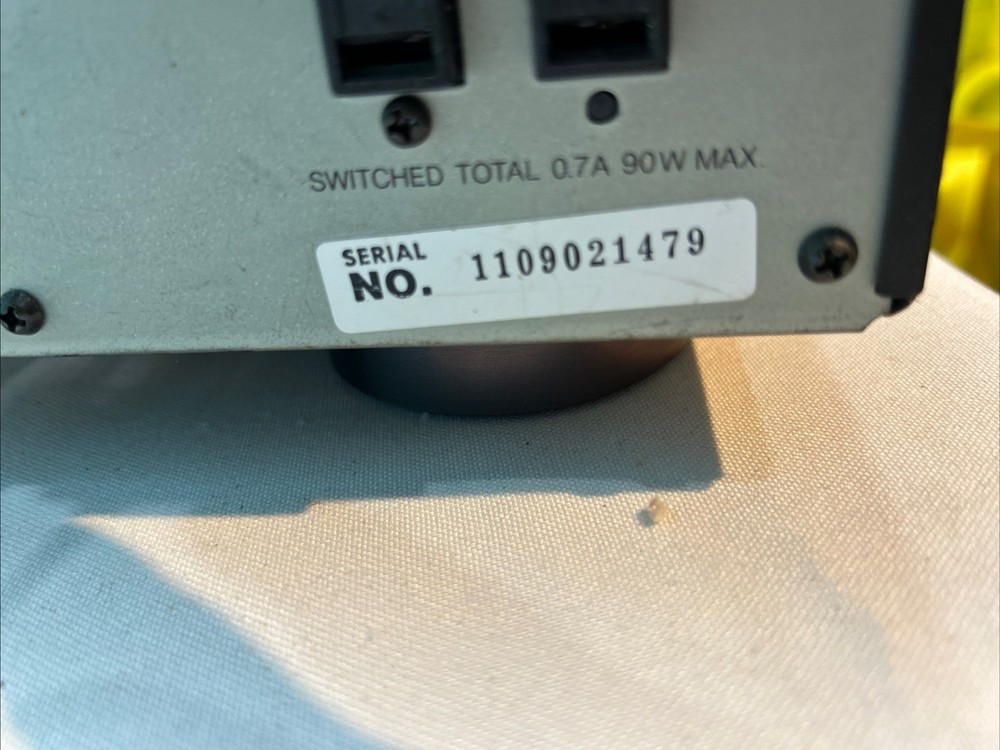 SWITCHED TOTAL 0.7A 90W MAX.
SERIAL
NO. 1109021479